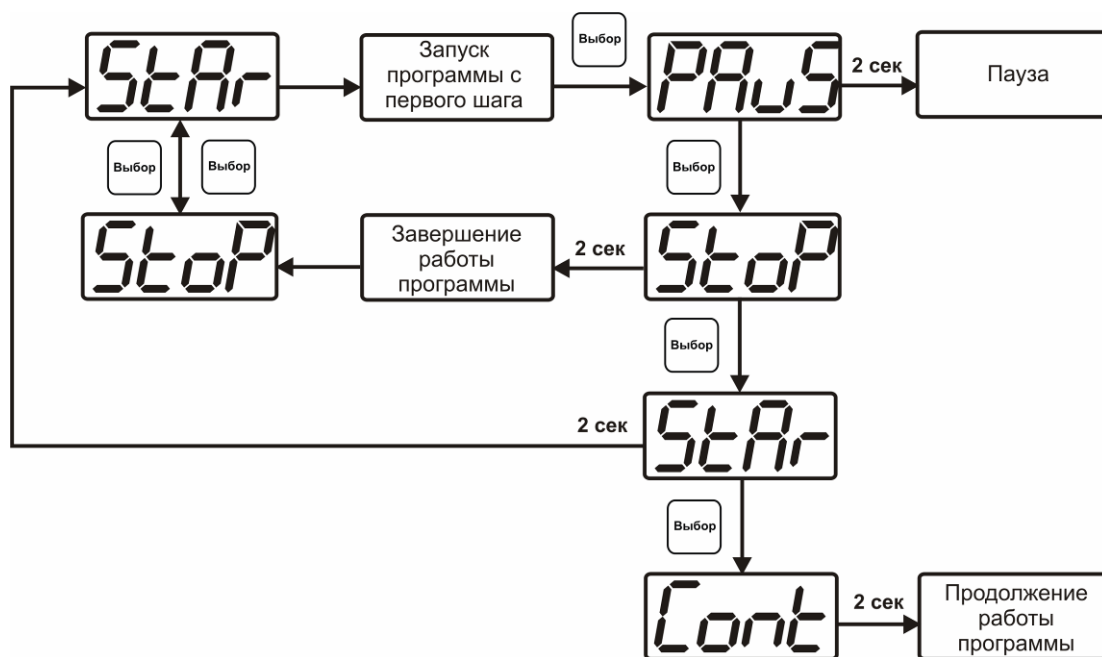 StAr
Запуск
программы с
первого шага
Выбор
PAuS
2 сек
Пауза
Выбор
Выбор
Выбор
StoP
Завершение
работы
программы
2 сек
StoP
Выбор
2 сек
StAr
Выбор
Cont
2 сек
Продолжение
работы
программы